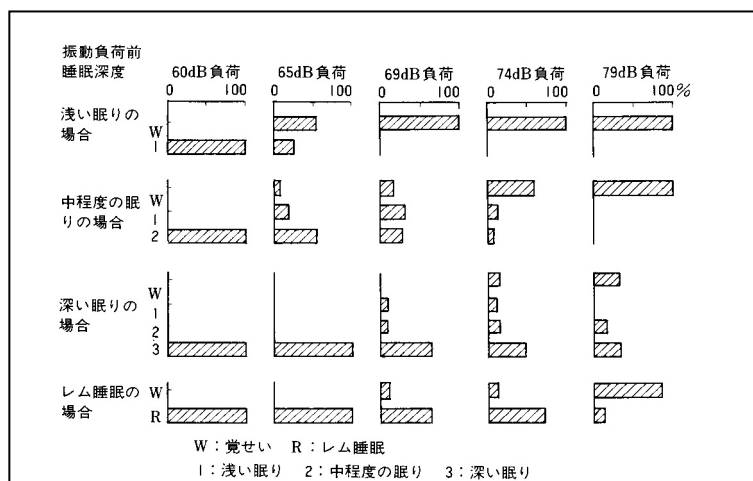 振動負荷前
睡眠深度
60dB負荷 65dB負荷 69dB負荷 74dB負荷 79dB負荷
0 100 0 100 0 100 0 100 0 100 %
浅い眠りの
場合
W
1
中程度の眠
りの場合
W
1
2
深い眠りの
場合
W
1
2
3
レム睡眠の
場合
W
R
W：覚せい R：レム睡眠
1：浅い眠り 2：中程度の眠り 3：深い眠り